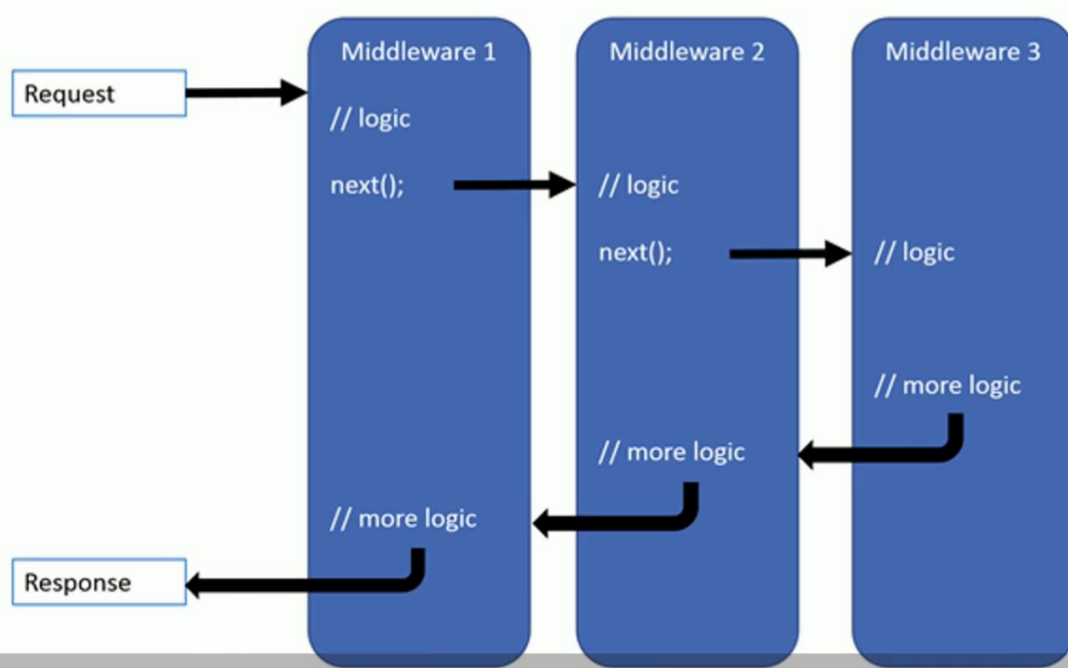 Middleware 1
Middleware 2
Middleware 3
Request
// logic
next();
// logic
next();
// logic
// more logic
// more logic
// more logic
Response